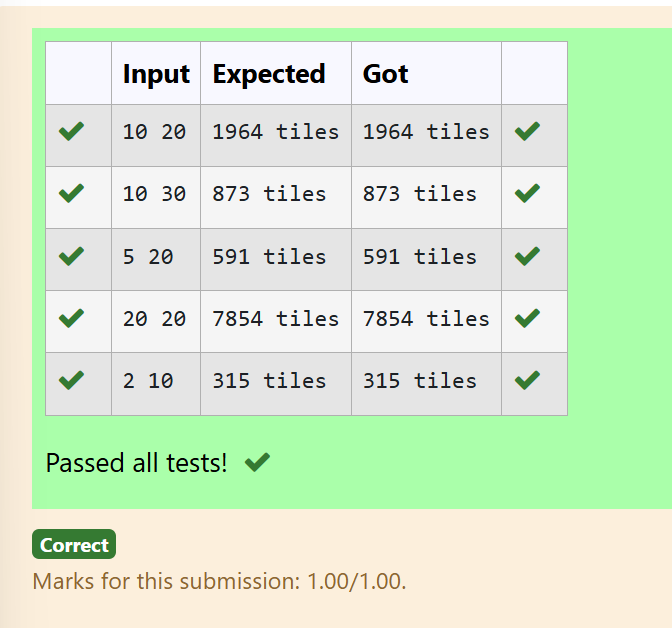 Input Expected Got
10 20 1964 tiles 1964 tiles
10 30 873 tiles 873 tiles
5 20 591 tiles 591 tiles
20 20 7854 tiles 7854 tiles
2 10 315 tiles 315 tiles
Passed all tests!
Correct
Marks for this submission: 1.00/1.00.